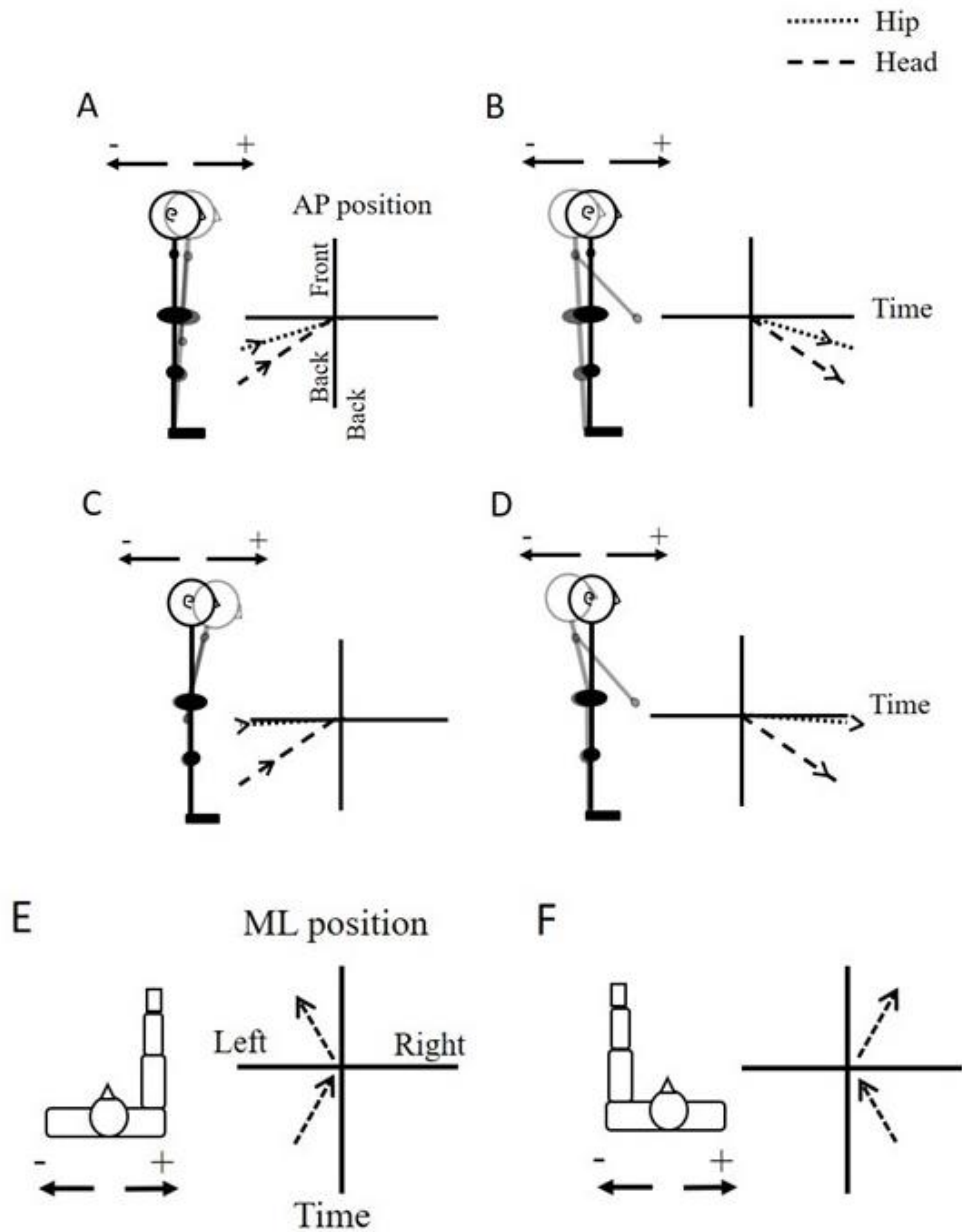 Hip
Head
A
B
- +
- +
AP position
Front
Back
Back
Time
C
D
- +
- +
Time
E
ML position
F
Left
Right
- +
- +
Time